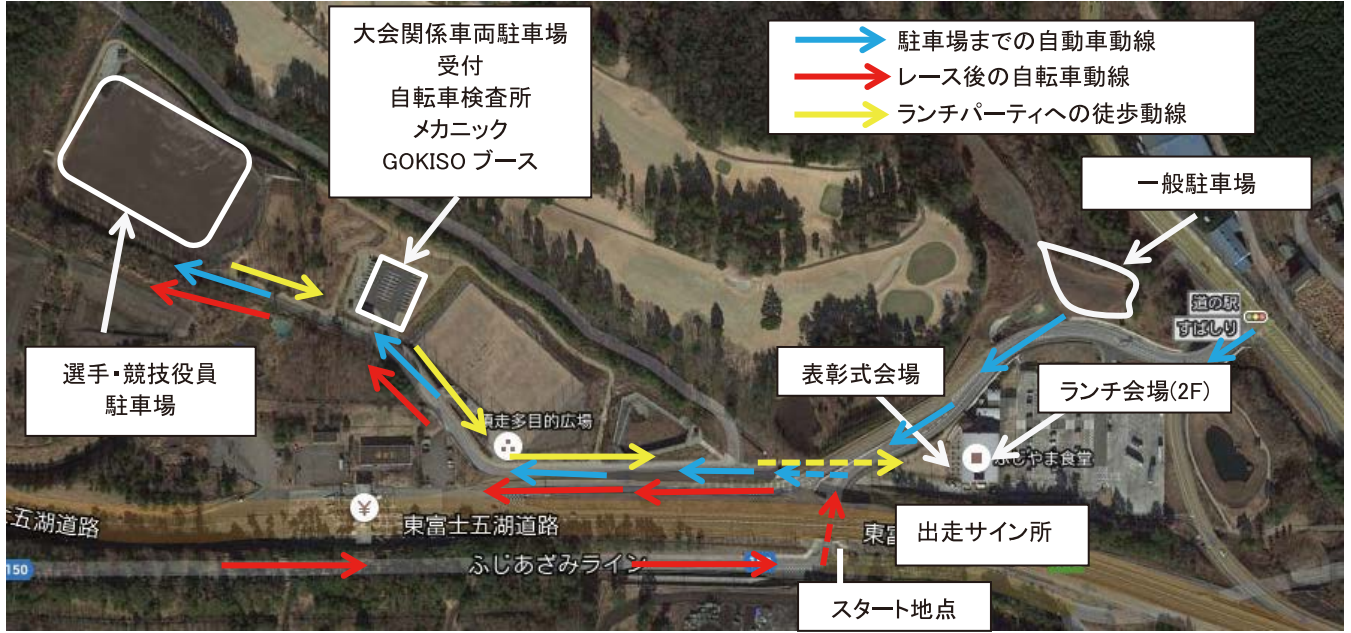 大会関係車両駐車場
受付
自転車検査所
メカニック
GOKISO ブース
駐車場までの自動車動線
レース後の自転車動線
ランチパーティへの徒歩動線
一般駐車場
道の駅
すばしり
選手・競技役員
駐車場
表彰式会場
ランチ会場(2F)
須走多目的広場
ふじやま食堂
¥
東富士五湖道路
五湖道路
東富
出走サイン所
150
ふじあざみライン
スタート地点